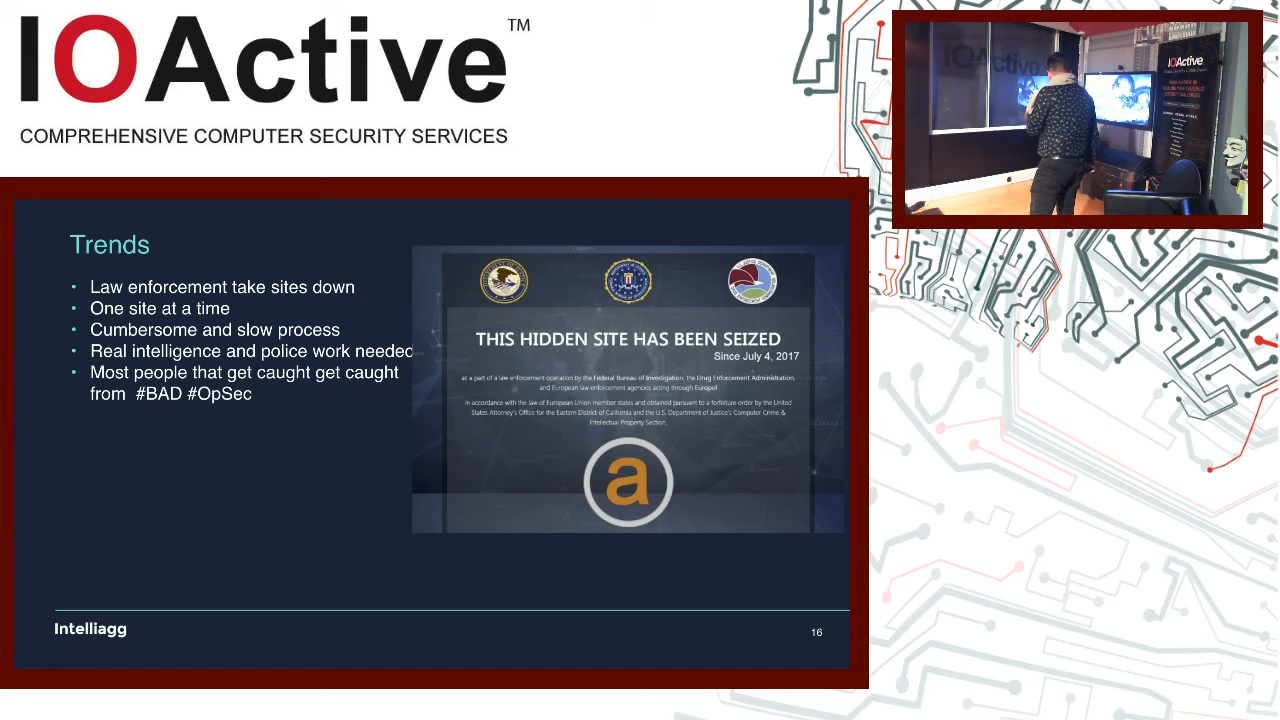 IOActive™
COMPREHENSIVE COMPUTER SECURITY SERVICES
IOActive
IOActive
Trends
• Law enforcement take sites down
• One site at a time
• Cumbersome and slow process
• Real intelligence and police work needed
• Most people that get caught get caught
from #BAD #OpSec
THIS HIDDEN SITE HAS BEEN SEIZED
Since July 4, 2017
as a part of a law enforcement operation by the Federal Bureau of Investigation, the Drug Enforcement Administration,
and European law enforcement agencies acting through Europol
In accordance with the law of European Union member states and obtained pursuant to a forfeiture order by the United
States Attorney's Office for the Eastern District of California and the U.S. Department of Justice's Computer Crime &
Intellectual Property Section.
a
Intelliagg
16